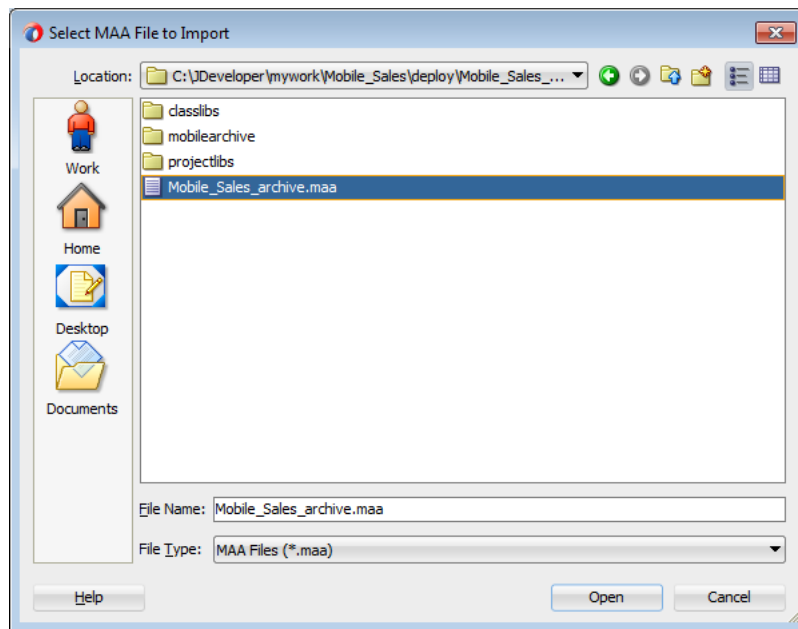 Select MAA File to Import
Location: C:\JDeveloper\mywork\Mobile_Sales\deploy\Mobile_Sales_...
classlibs
mobilearchive
projectlibs
Mobile_Sales_archive.maa
Work
Home
Desktop
Documents
File Name: Mobile_Sales_archive.maa
File Type: MAA Files (*.maa)
Help Open Cancel